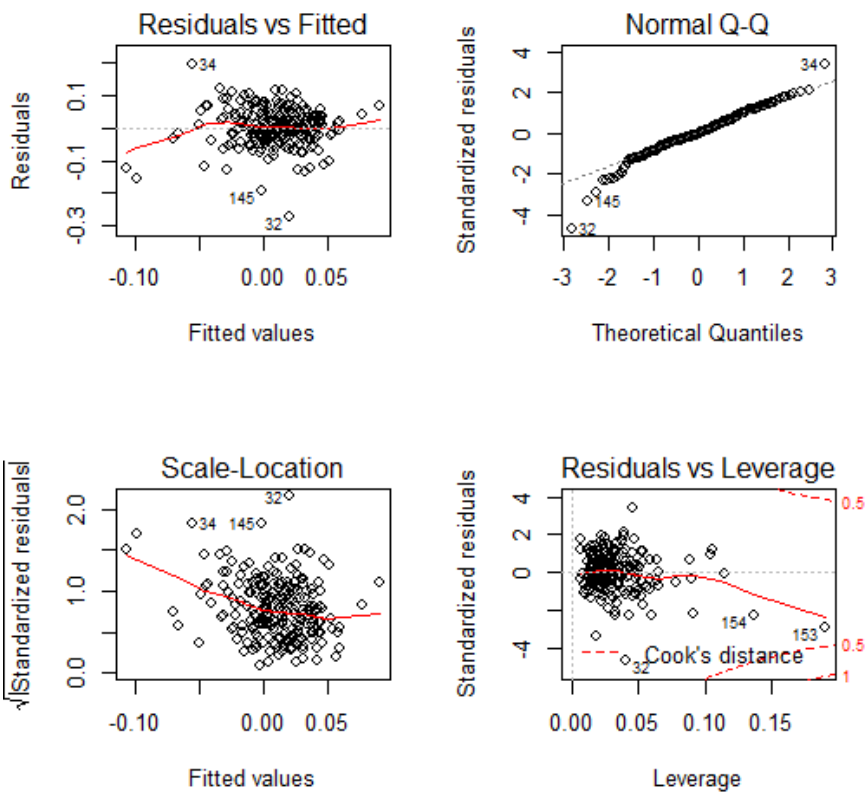 Residuals vs Fitted
Residuals
0.1
-0.1
-0.3
34
145
32
-0.10 0.00 0.05
Fitted values
Normal Q-Q
Standardized residuals
4
2
0
-2
-4
34
145
32
-3 -2 -1 0 1 2 3
Theoretical Quantiles
Scale-Location
√|Standardized residuals|
2.0
1.0
0.0
32
34 145
-0.10 0.00 0.05
Fitted values
Residuals vs Leverage
Standardized residuals
4
2
0
-4
0.5
154
153
0.5
Cook's distance
32
1
0.00 0.05 0.10 0.15
Leverage